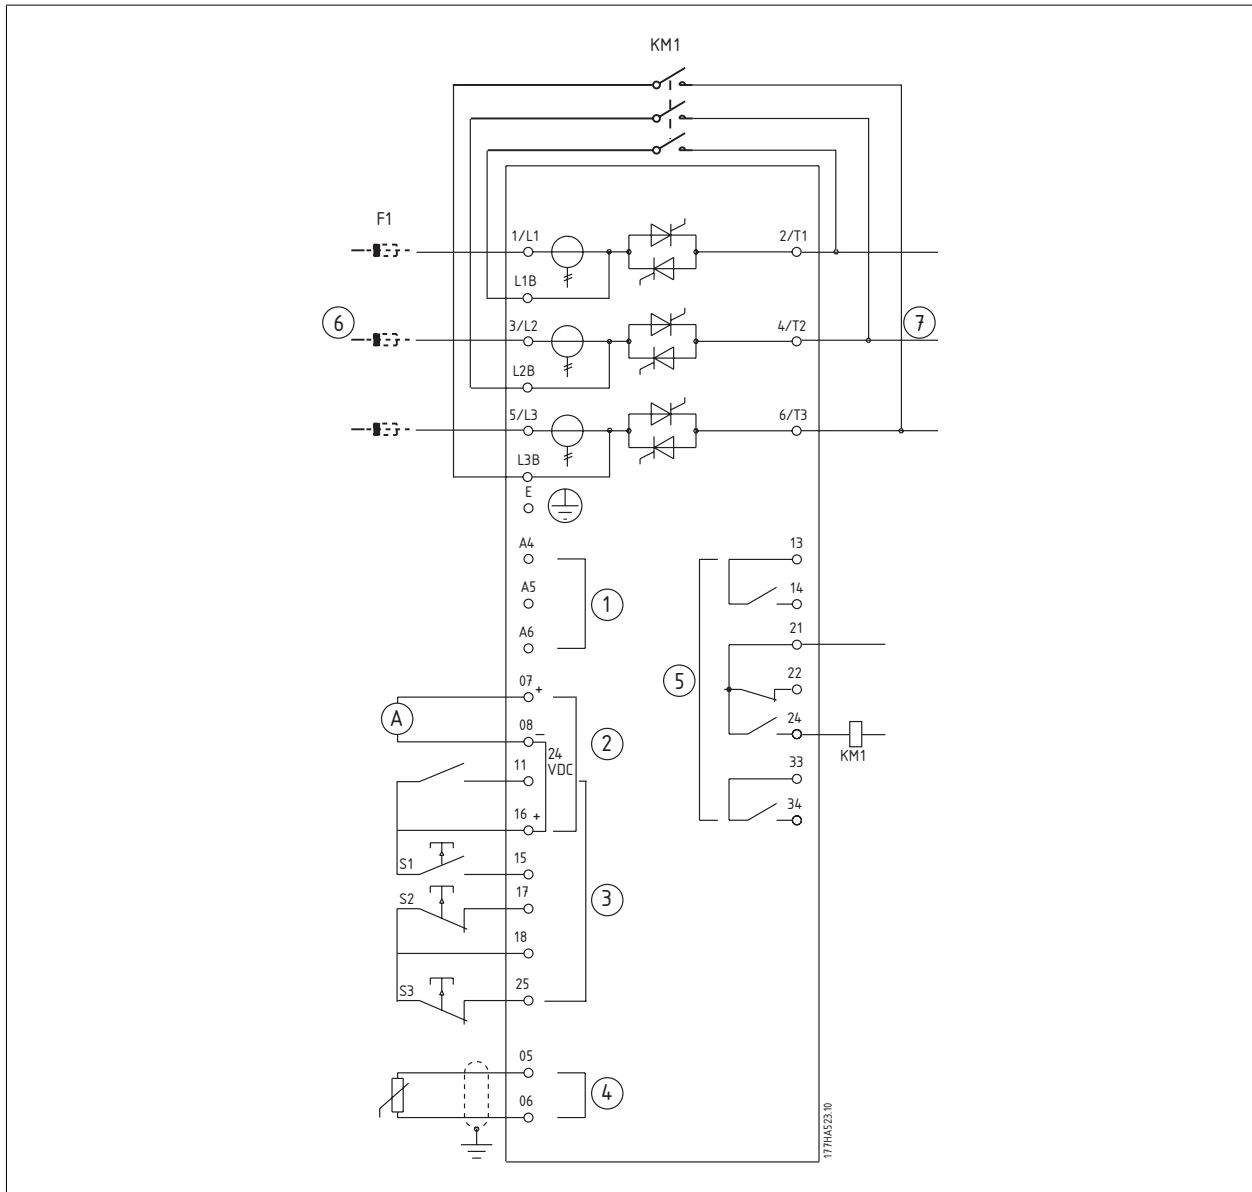 KM1
F1
1/L1
2/T1
L1B
6
3/L2
4/T2
7
L2B
5/L3
6/T3
L3B
E
A4
13
A5
1
14
A6
21
07 +
5
22
A
08 –
2
24
24
VDC
KM1
11
33
16 +
34
S1
15
S2
17
3
18
S3
25
05
4
06
177HA523.10